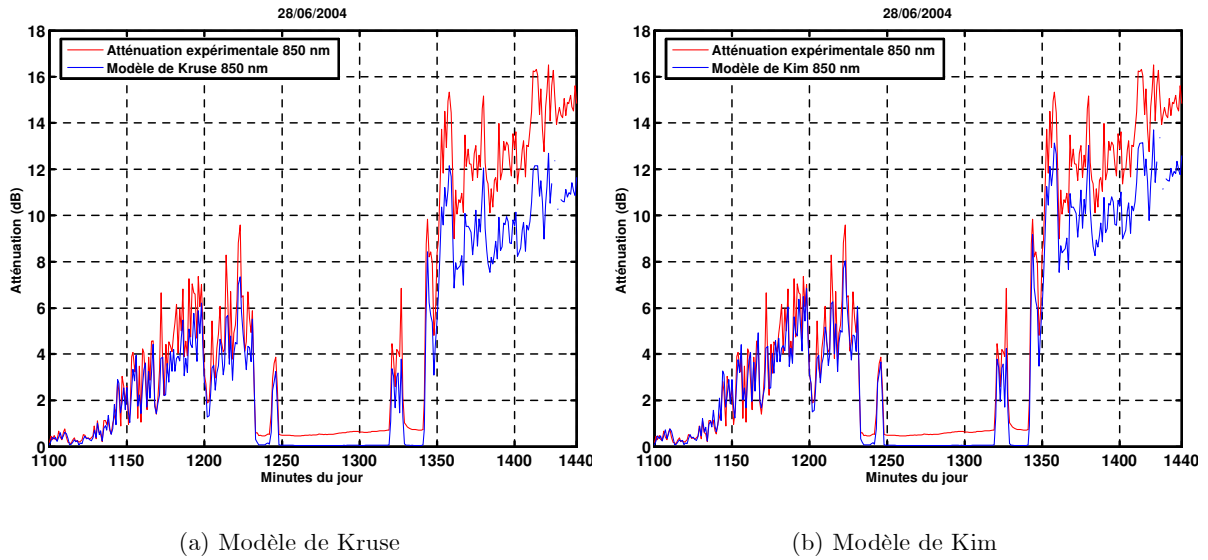 28/06/2004
Atténuation expérimentale 850 nm
Modèle de Kruse 850 nm
Atténuation (dB)
18
16
14
12
10
8
6
4
2
0
1100 1150 1200 1250 1300 1350 1400 1440
Minutes du jour
(a) Modèle de Kruse
28/06/2004
Atténuation expérimentale 850 nm
Modèle de Kim 850 nm
Atténuation (dB)
18
16
14
12
10
8
6
4
2
0
1100 1150 1200 1250 1300 1350 1400 1440
Minutes du jour
(b) Modèle de Kim